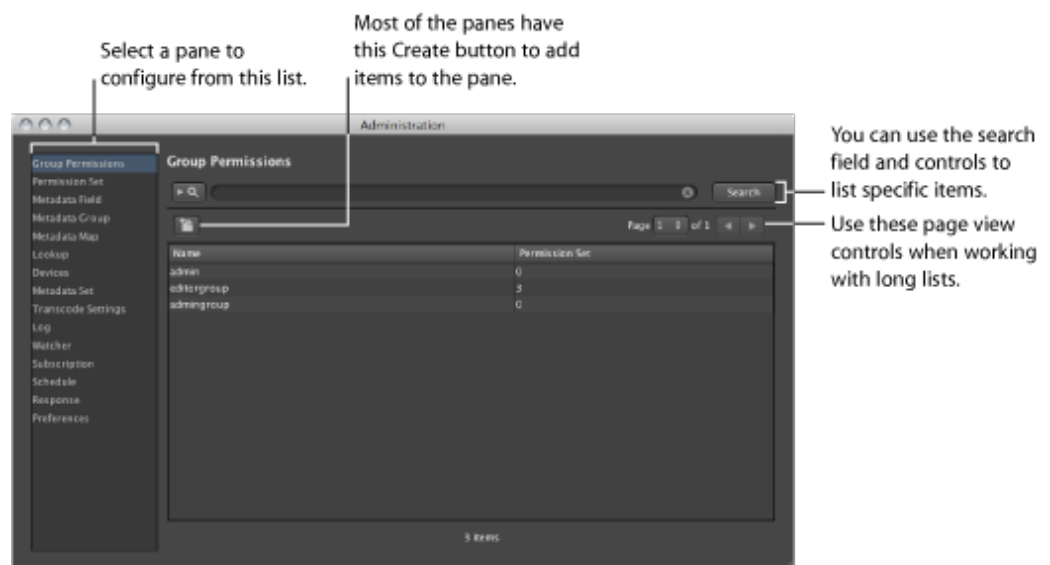 Most of the panes have
this Create button to add
items to the pane.
Select a pane to
configure from this list.
Administration
You can use the search
field and controls to
list specific items.
Use these page view
controls when working
with long lists.
Group Permissions
Permission Set
Metadata Field
Metadata Group
Metadata Map
Lookup
Devices
Metadata Set
Transcode Settings
Log
Watcher
Subscription
Schedule
Response
Preferences
Group Permissions
Search
Page 1 of 1
Name Permission Set
admin 0
editorgroup 3
admingroup 0
3 items